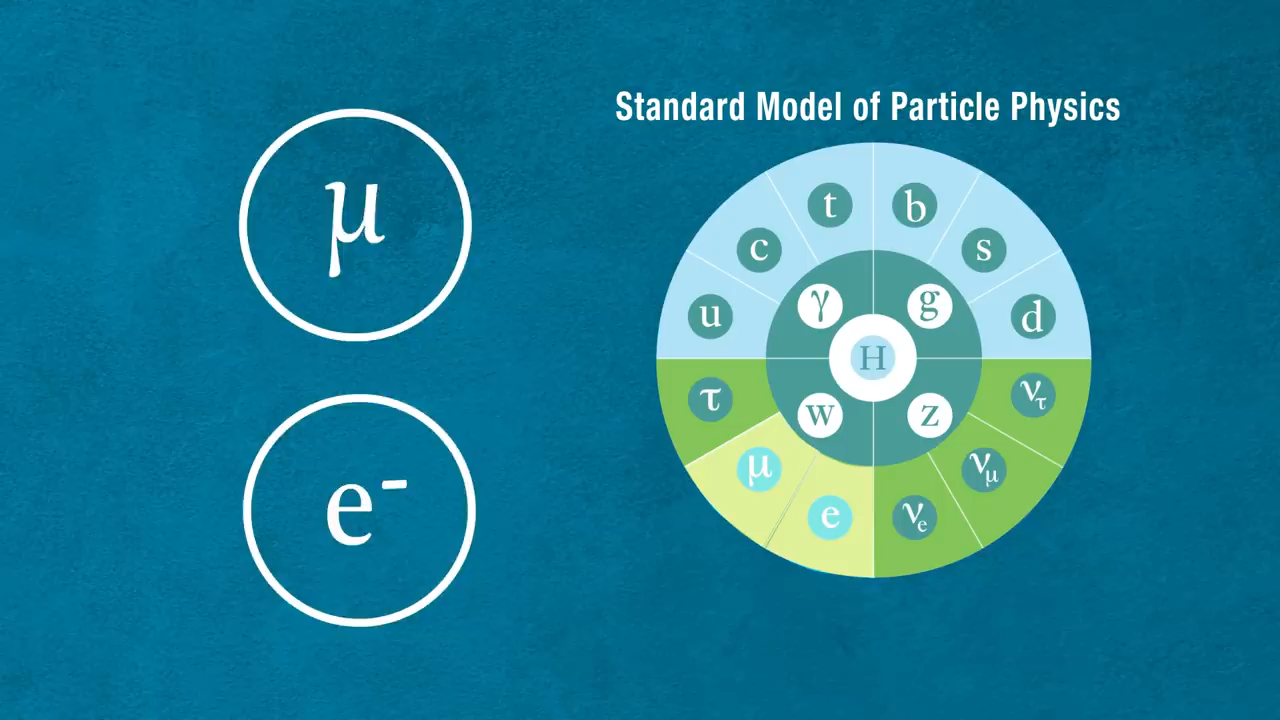 μ
e⁻
Standard Model of Particle Physics
t b
c s
γ g
u d
H
τ ντ
w z
μ νμ
e νe